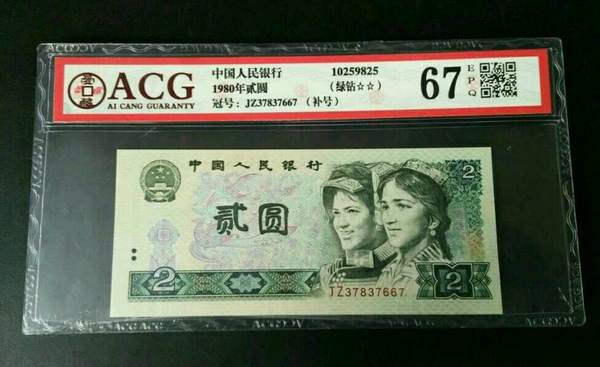 ACG
AI CANG GUARANTY
中国人民银行
10259825
1980年贰圆
(绿钻☆☆)
冠号: JZ37837667 (补号)
67
EPQ
中国人民银行
2
贰圆
2
2
JZ37837667